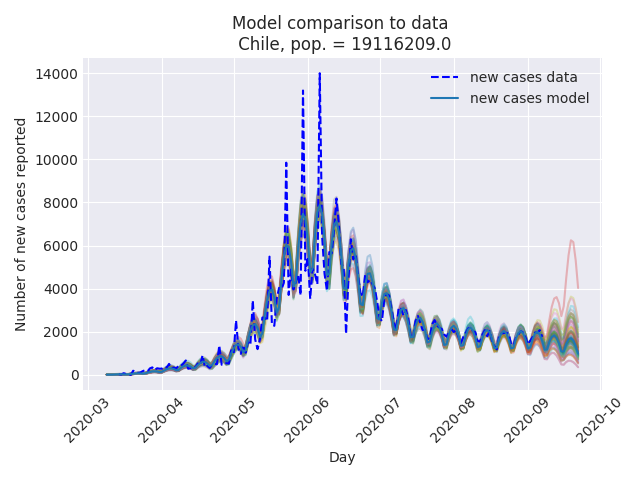 Model comparison to data
Chile, pop. = 19116209.0
new cases data
new cases model
Number of new cases reported
14000
12000
10000
8000
6000
4000
2000
0
2020-03
2020-04
2020-05
2020-06
2020-07
2020-08
2020-09
2020-10
Day